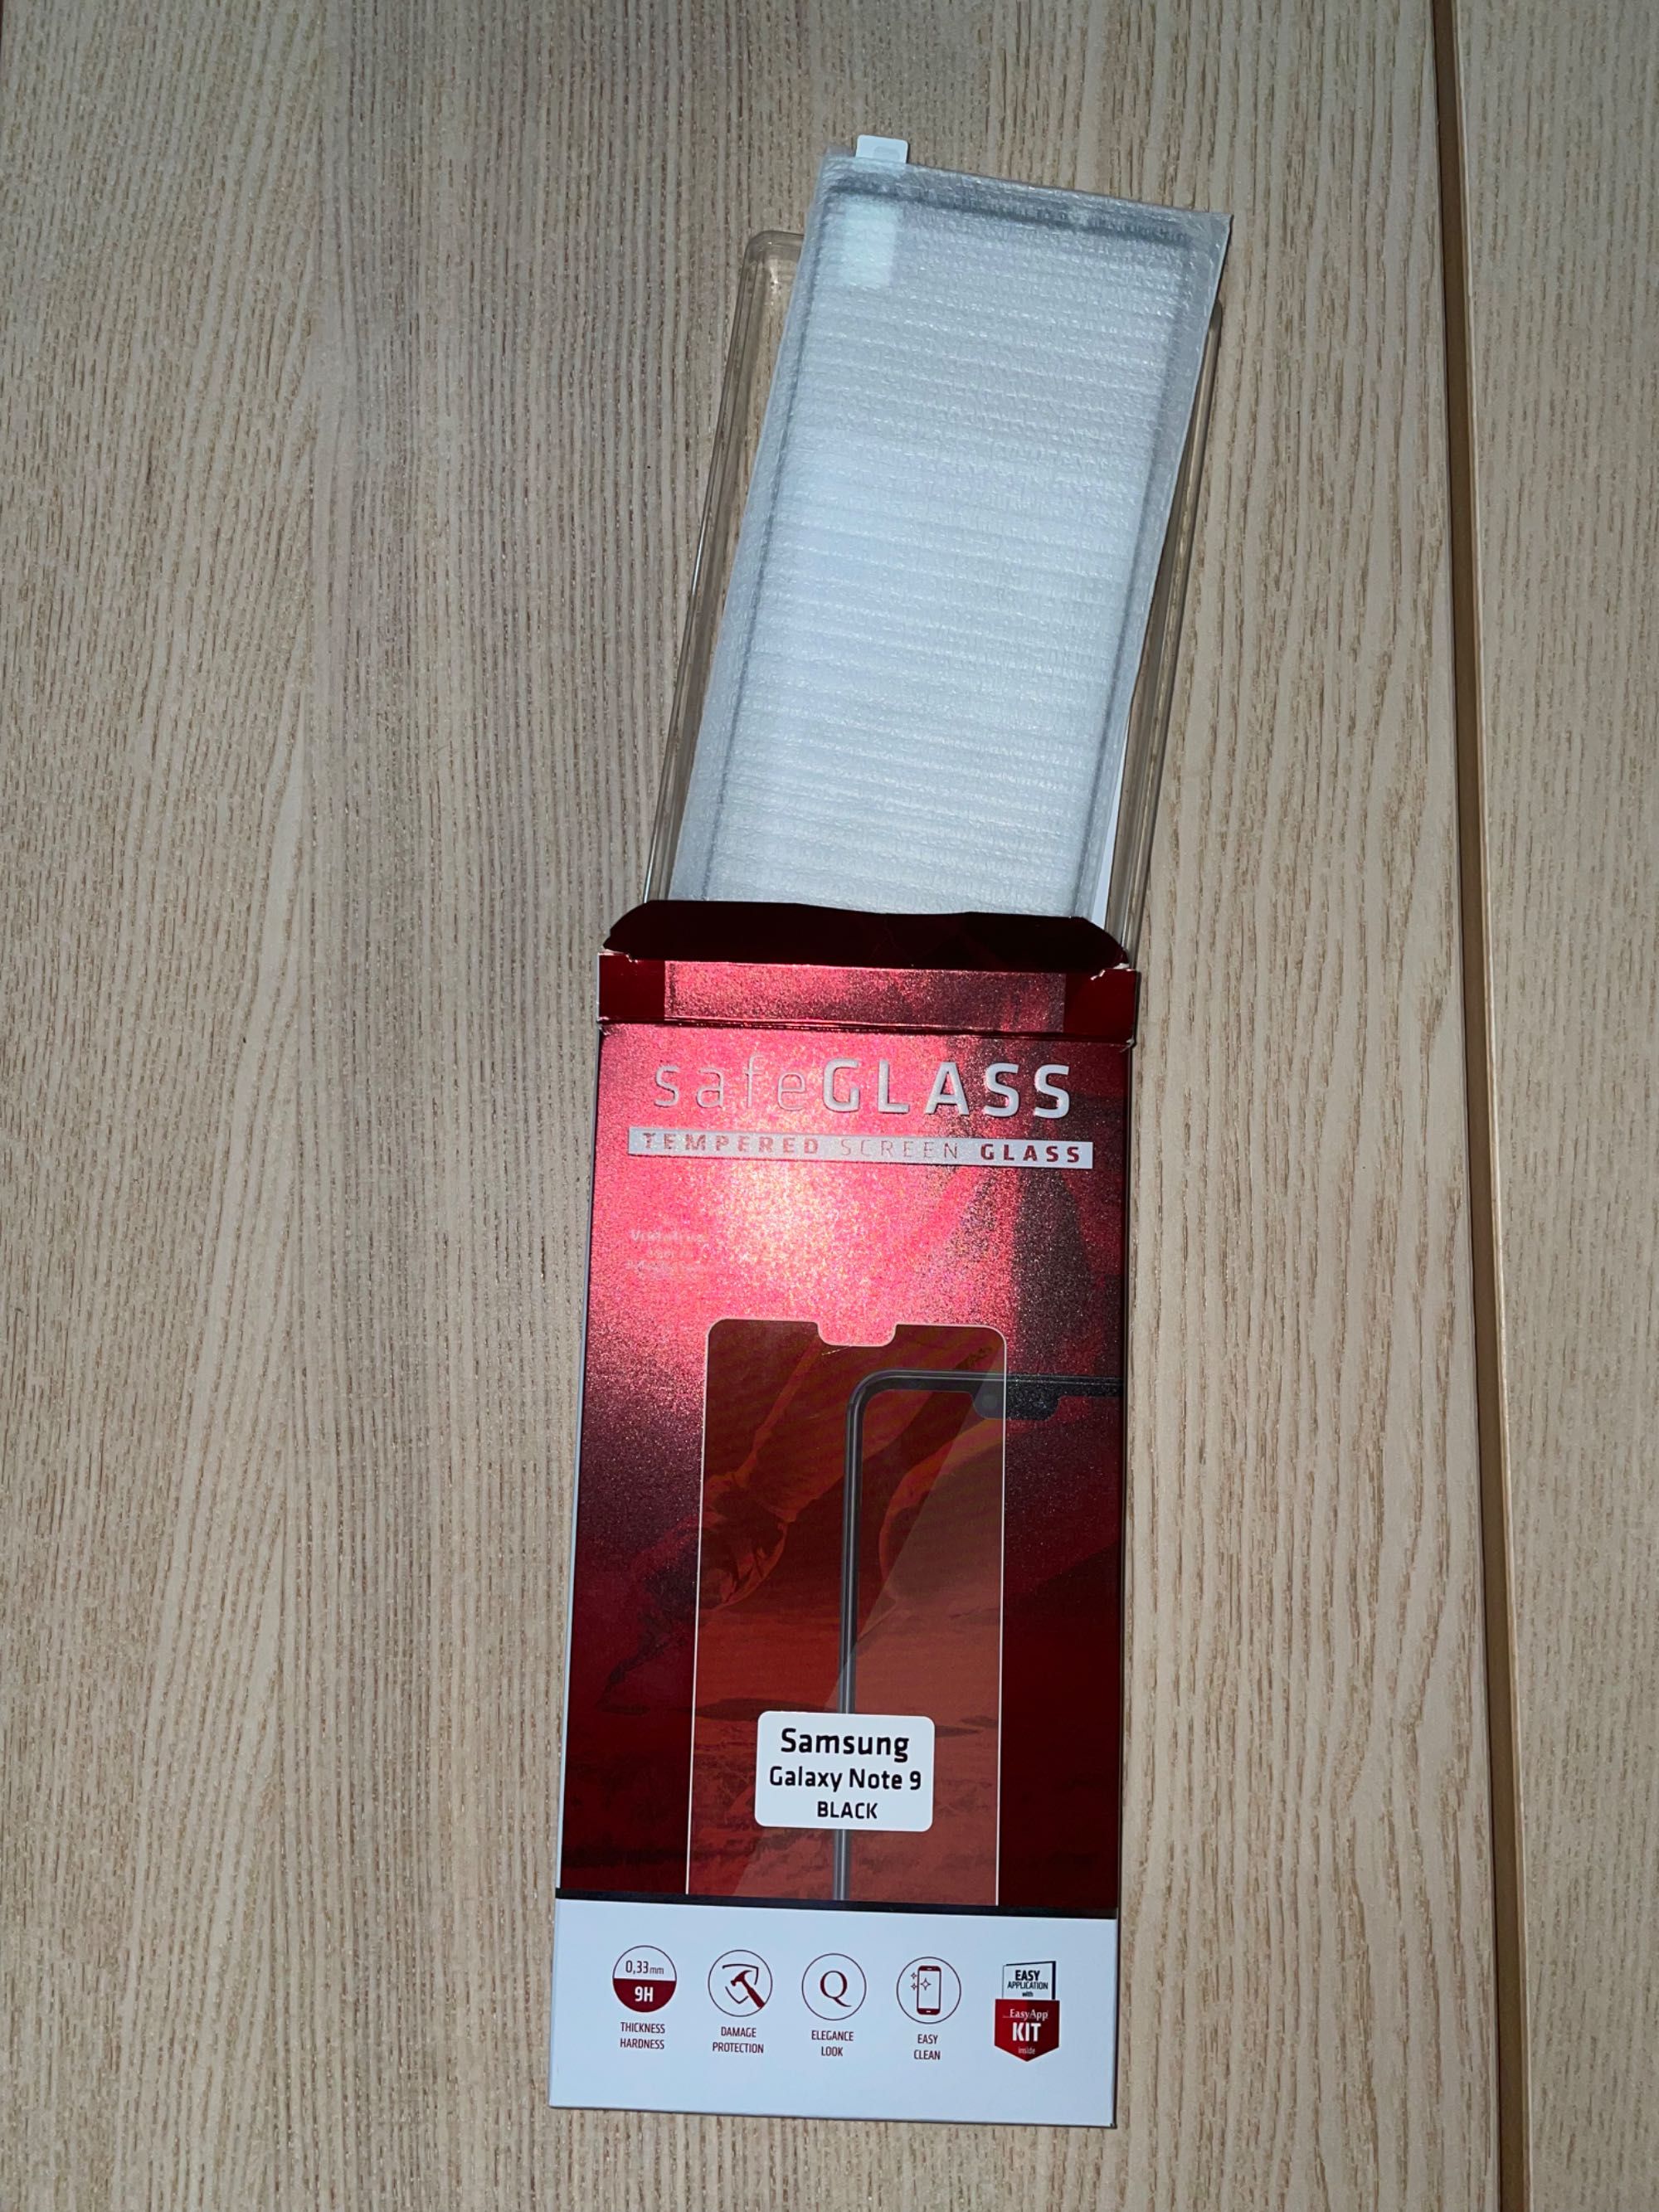 safeGLASS
TEMPERED SCREEN GLASS
Samsung
Galaxy Note 9
BLACK
0,33mm
9H
THICKNESS
HARDNESS
DAMAGE
PROTECTION
Q
ELEGANCE
LOOK
EASY
CLEAN
EASY
APPLICATION
with
EasyApp
KIT
inside